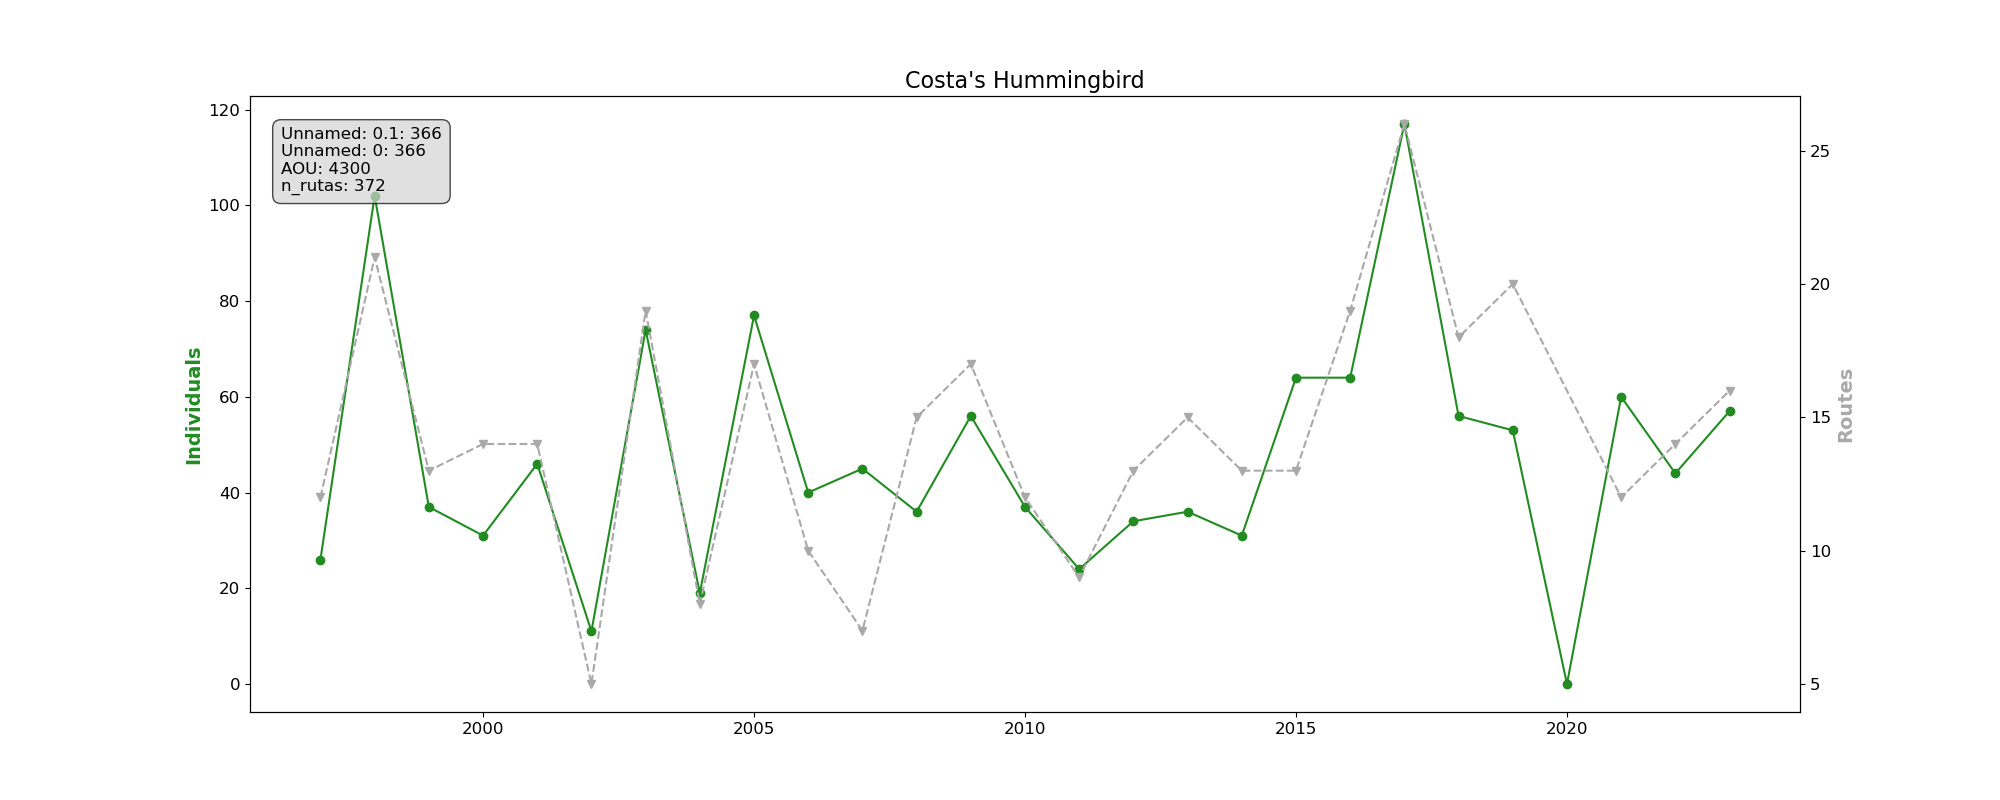 Costa's Hummingbird
Unnamed: 0.1: 366
Unnamed: 0: 366
AOU: 4300
n_rutas: 372
Individuals
120
100
80
60
40
20
0
Routes
25
20
15
10
5
2000
2005
2010
2015
2020